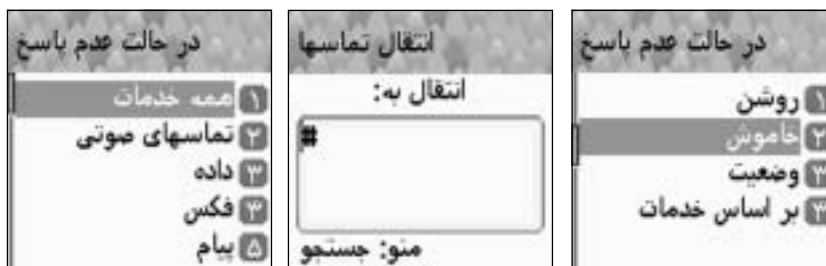 در حالت عدم پاسخ
۱ روشن
۲ خاموش
۳ وضعیت
۴ بر اساس خدمات
انتقال تماسها
انتقال به:
#
منو: جستجو
در حالت عدم پاسخ
۱ همه خدمات
۲ تماسهای صوتی
۳ داده
۴ فکس
۵ پیام